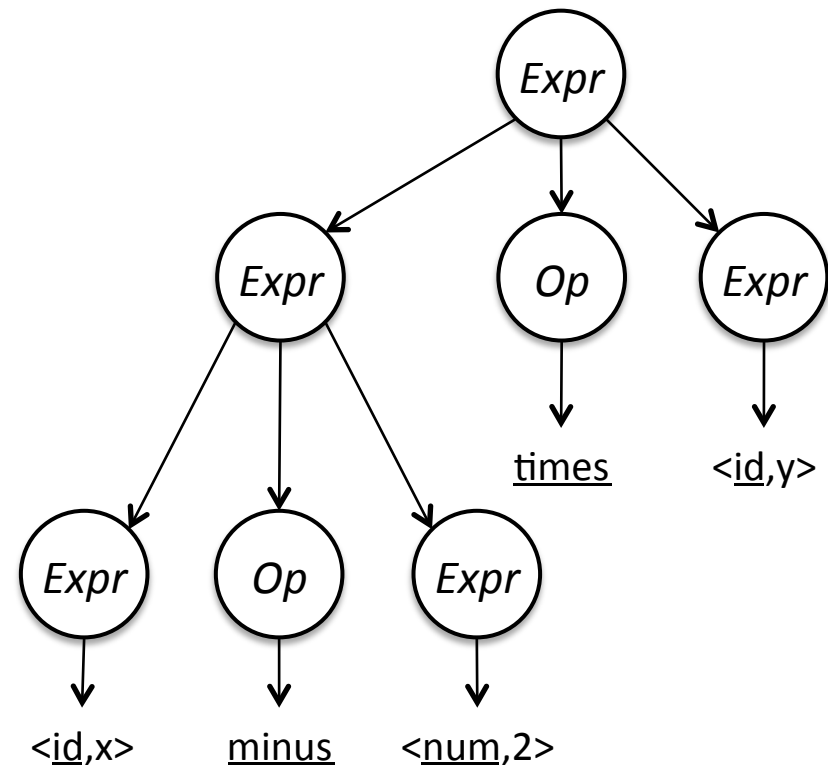 Expr
Expr Op Expr
times <id,y>
Expr Op Expr
<id,x> minus <num,2>